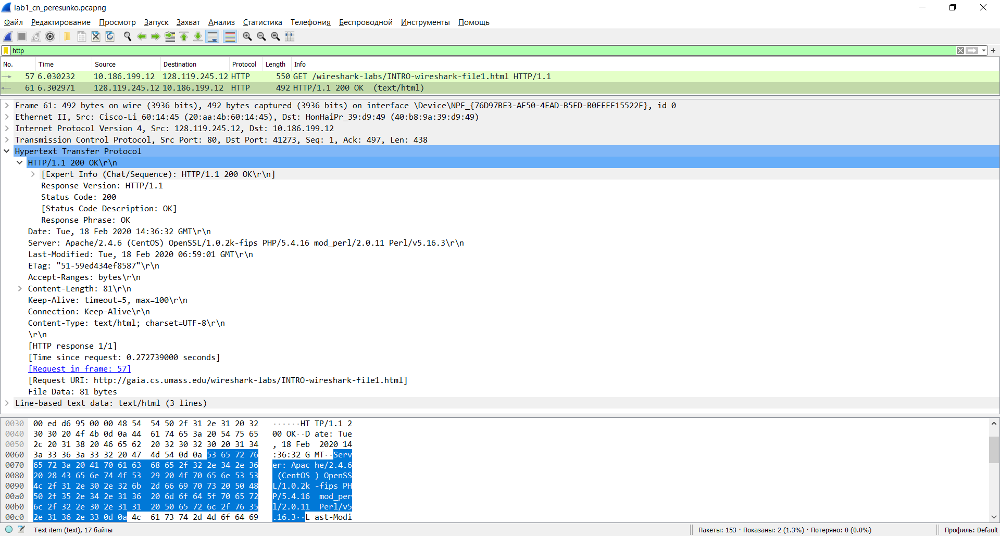 lab1_cn_peresunko.pcapng
Файл Редактирование Просмотр Запуск Захват Анализ Статистика Телефония Беспроводной Инструменты Помощь
http
No. Time Source Destination Protocol Length Info
57 6.030232 10.186.199.12 128.119.245.12 HTTP 550 GET /wireshark-labs/INTRO-wireshark-file1.html HTTP/1.1
61 6.302971 128.119.245.12 10.186.199.12 HTTP 492 HTTP/1.1 200 OK (text/html)
Frame 61: 492 bytes on wire (3936 bits), 492 bytes captured (3936 bits) on interface \Device\NPF_{76D97BE3-AF50-4EAD-B5FD-B0FEFF15522F}, id 0
Ethernet II, Src: Cisco-Li_60:14:45 (20:aa:4b:60:14:45), Dst: HonHaiPr_39:d9:49 (40:b8:9a:39:d9:49)
Internet Protocol Version 4, Src: 128.119.245.12, Dst: 10.186.199.12
Transmission Control Protocol, Src Port: 80, Dst Port: 41273, Seq: 1, Ack: 497, Len: 438
Hypertext Transfer Protocol
HTTP/1.1 200 OK\r\n
[Expert Info (Chat/Sequence): HTTP/1.1 200 OK\r\n]
Response Version: HTTP/1.1
Status Code: 200
[Status Code Description: OK]
Response Phrase: OK
Date: Tue, 18 Feb 2020 14:36:32 GMT\r\n
Server: Apache/2.4.6 (CentOS) OpenSSL/1.0.2k-fips PHP/5.4.16 mod_perl/2.0.11 Perl/v5.16.3\r\n
Last-Modified: Tue, 18 Feb 2020 06:59:01 GMT\r\n
ETag: "51-59ed434ef8587"\r\n
Accept-Ranges: bytes\r\n
Content-Length: 81\r\n
Keep-Alive: timeout=5, max=100\r\n
Connection: Keep-Alive\r\n
Content-Type: text/html; charset=UTF-8\r\n
\r\n
[HTTP response 1/1]
[Time since request: 0.272739000 seconds]
[Request in frame: 57]
[Request URI: http://gaia.cs.umass.edu/wireshark-labs/INTRO-wireshark-file1.html]
File Data: 81 bytes
Line-based text data: text/html (3 lines)
0030 00 ed d6 95 00 00 48 54 54 50 2f 31 2e 31 20 32 ······HT TP/1.1 2
0040 30 30 20 4f 4b 0d 0a 44 61 74 65 3a 20 54 75 65 00 OK··D ate: Tue
0050 2c 20 31 38 20 46 65 62 20 32 30 32 30 20 31 34 , 18 Feb 2020 14
0060 3a 33 36 3a 33 32 20 47 4d 54 0d 0a 53 65 72 76 :36:32 G MT··Serv
0070 65 72 3a 20 41 70 61 63 68 65 2f 32 2e 34 2e 36 er: Apac he/2.4.6
0080 20 28 43 65 6e 74 4f 53 29 20 4f 70 65 6e 53 53 (CentOS ) OpenSS
0090 4c 2f 31 2e 30 2e 32 6b 2d 66 69 70 73 20 50 48 L/1.0.2k -fips PH
00a0 50 2f 35 2e 34 2e 31 36 20 6d 6f 64 5f 70 65 72 P/5.4.16 mod_per
00b0 6c 2f 32 2e 30 2e 31 31 20 50 65 72 6c 2f 76 35 l/2.0.11 Perl/v5
00c0 2e 31 36 2e 33 0d 0a 4c 61 73 74 2d 4d 6f 64 69 .16.3··L ast-Modi
Text item (text), 17 байты Пакеты: 153 · Показаны: 2 (1.3%) · Потеряно: 0 (0.0%) Профиль: Default